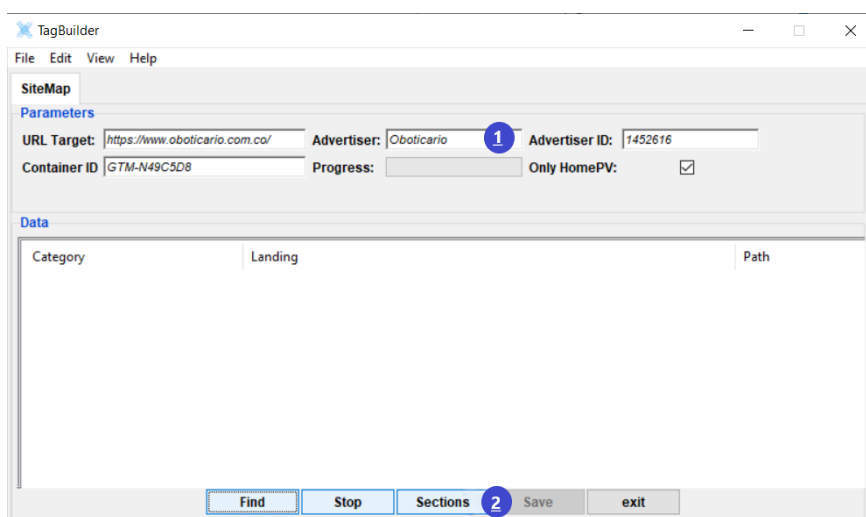 TagBuilder
File Edit View Help
SiteMap
Parameters
URL Target: https://www.oboticario.com.co/ Advertiser: Oboticario 1 Advertiser ID: 1452616
Container ID GTM-N49C5D8 Progress: Only HomePV:
Data
Category Landing Path
Find Stop Sections 2 Save exit